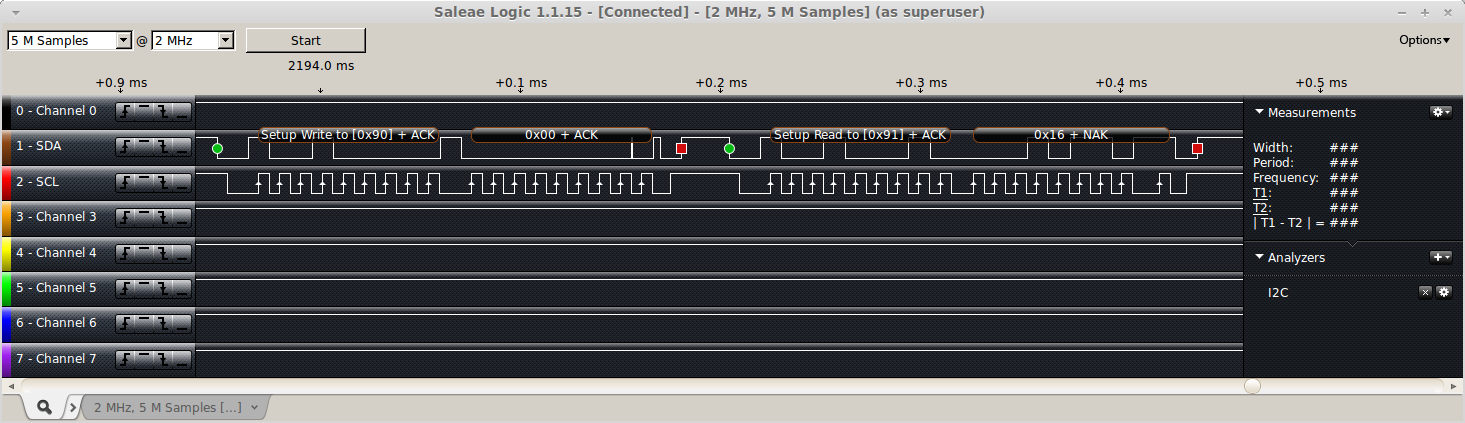 Saleae Logic 1.1.15 - [Connected] - [2 MHz, 5 M Samples] (as superuser)
5 M Samples @ 2 MHz Start Options
2194.0 ms
+0.9 ms +0.1 ms +0.2 ms +0.3 ms +0.4 ms +0.5 ms
0 - Channel 0
1 - SDA
Setup Write to [0x90] + ACK 0x00 + ACK Setup Read to [0x91] + ACK 0x16 + NAK
2 - SCL
3 - Channel 3
4 - Channel 4
5 - Channel 5
6 - Channel 6
7 - Channel 7
Measurements
Width: ###
Period: ###
Frequency: ###
T1: ###
T2: ###
| T1 - T2 | = ###
Analyzers
I2C
2 MHz, 5 M Samples [...]